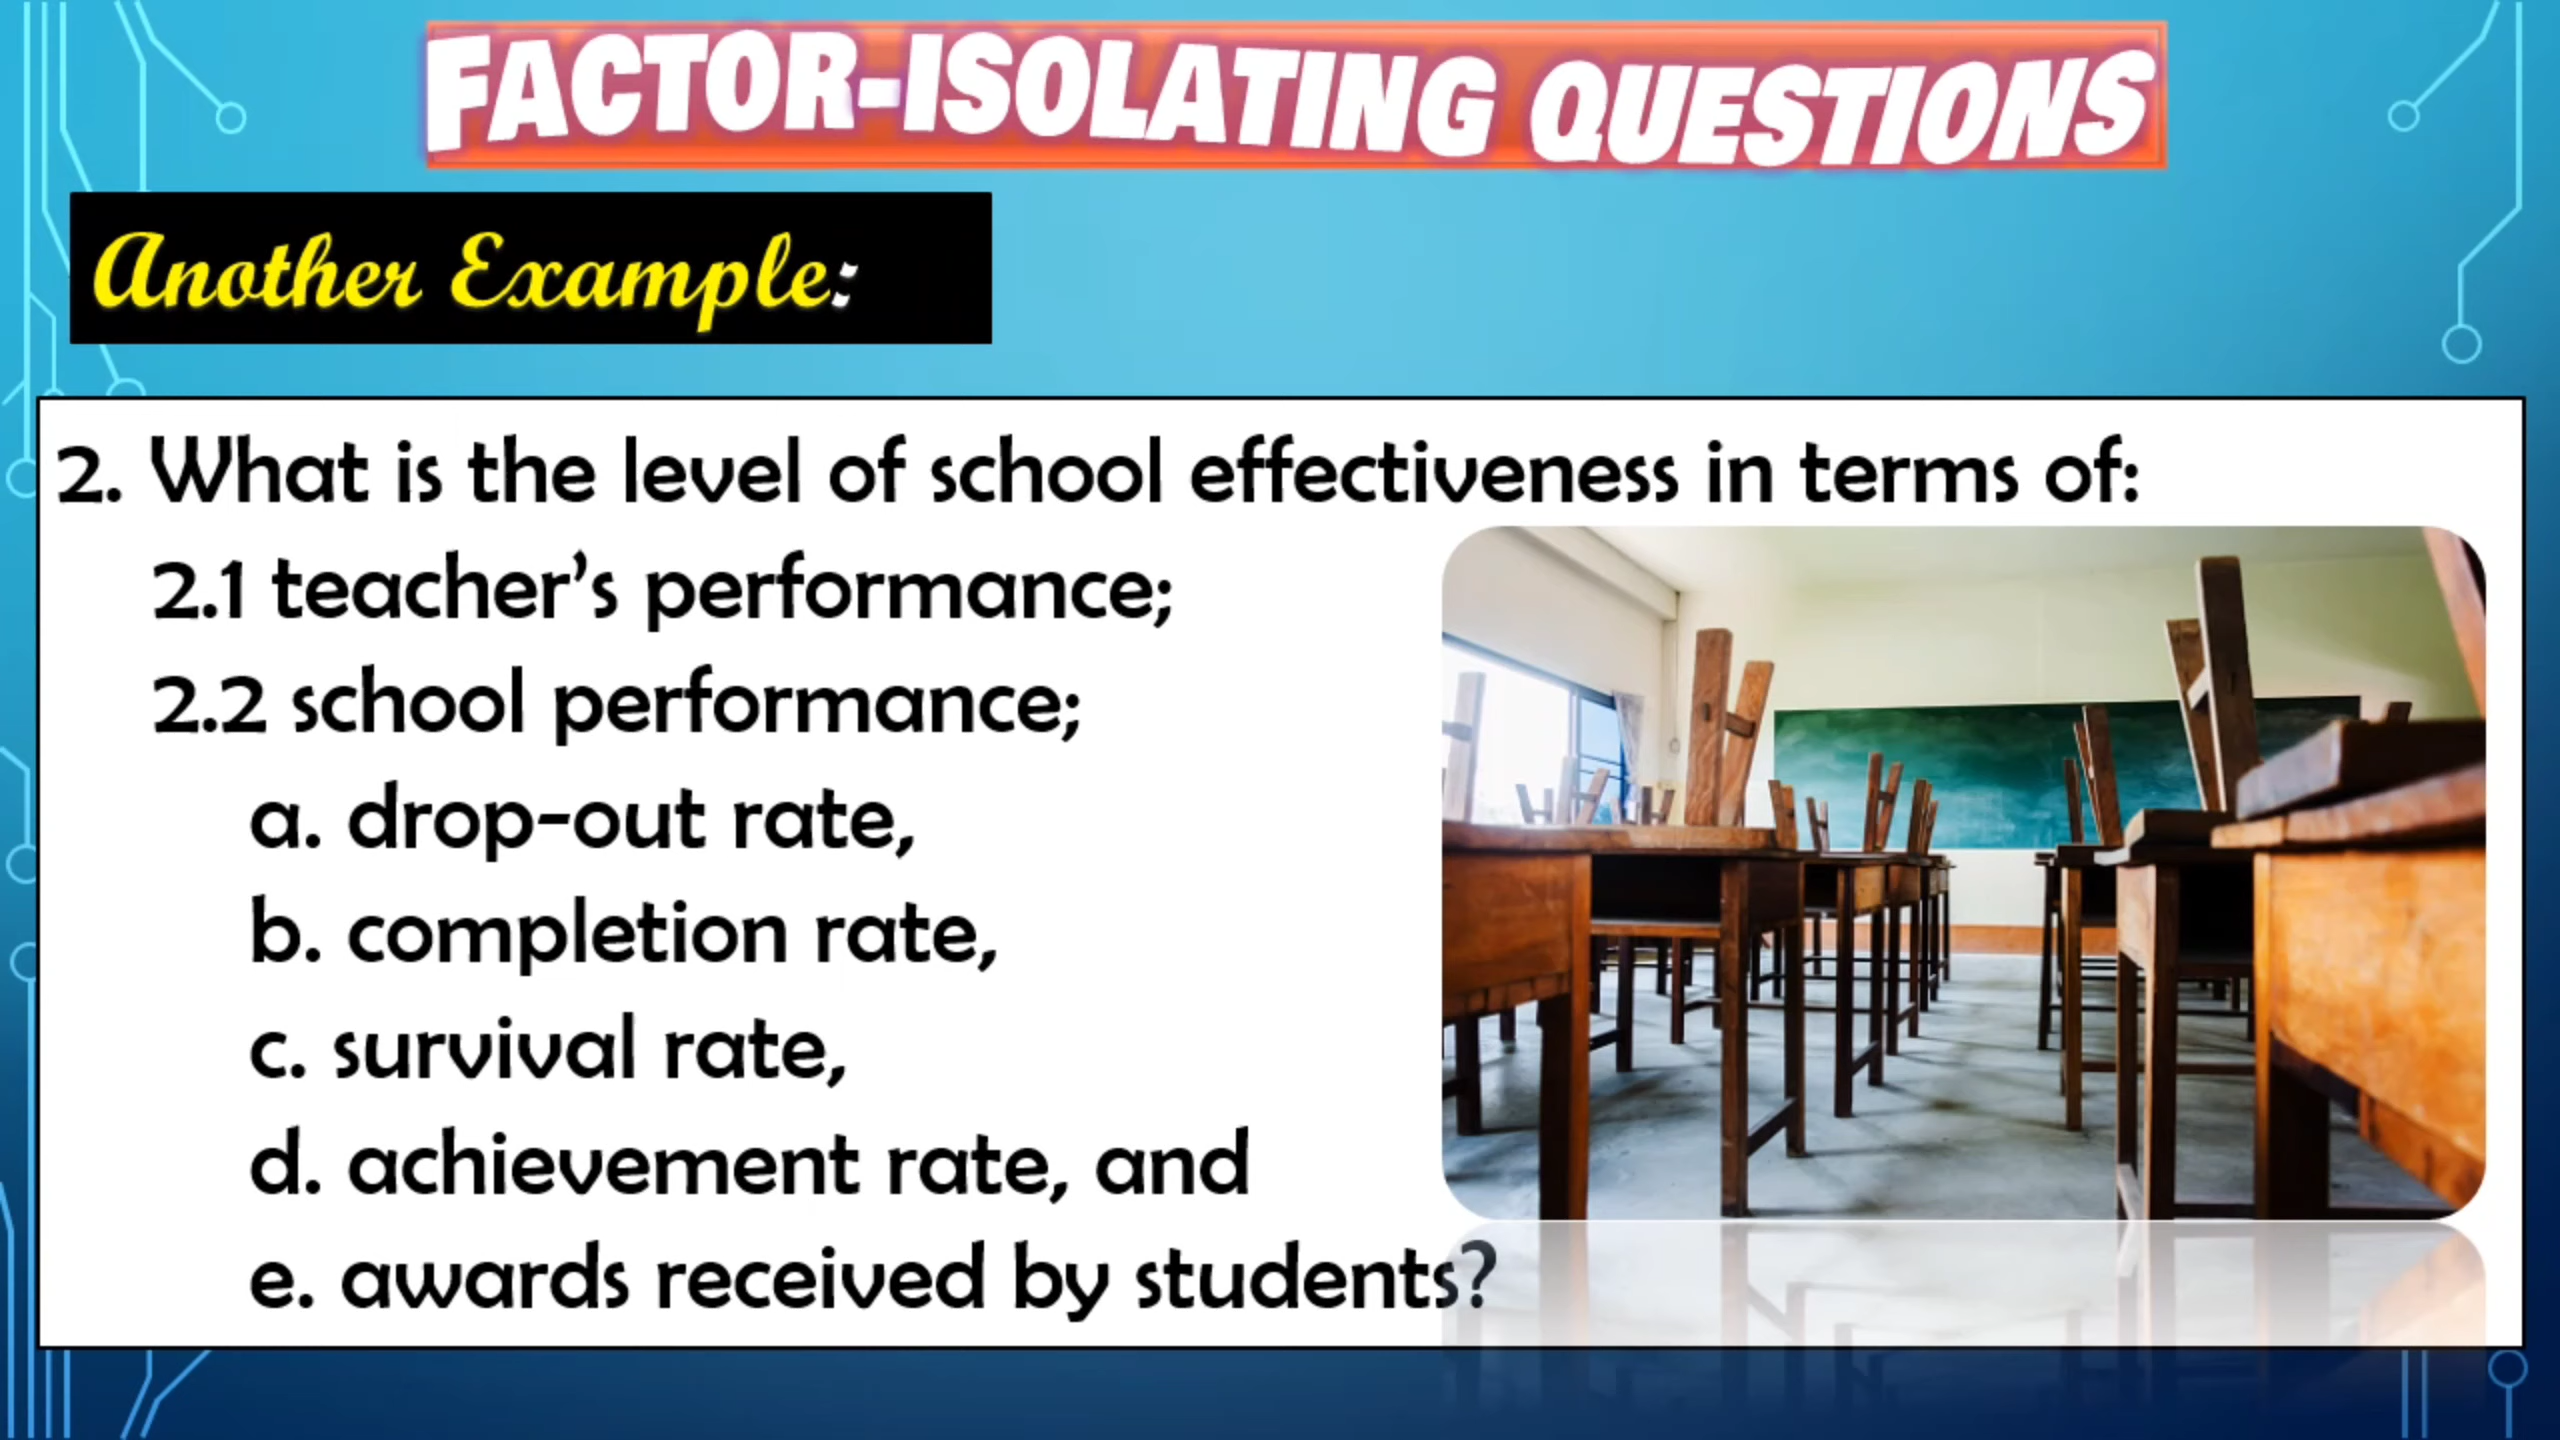 FACTOR-ISOLATING QUESTIONS
Another Example:
2. What is the level of school effectiveness in terms of:
2.1 teacher’s performance;
2.2 school performance;
a. drop-out rate,
b. completion rate,
c. survival rate,
d. achievement rate, and
e. awards received by students?